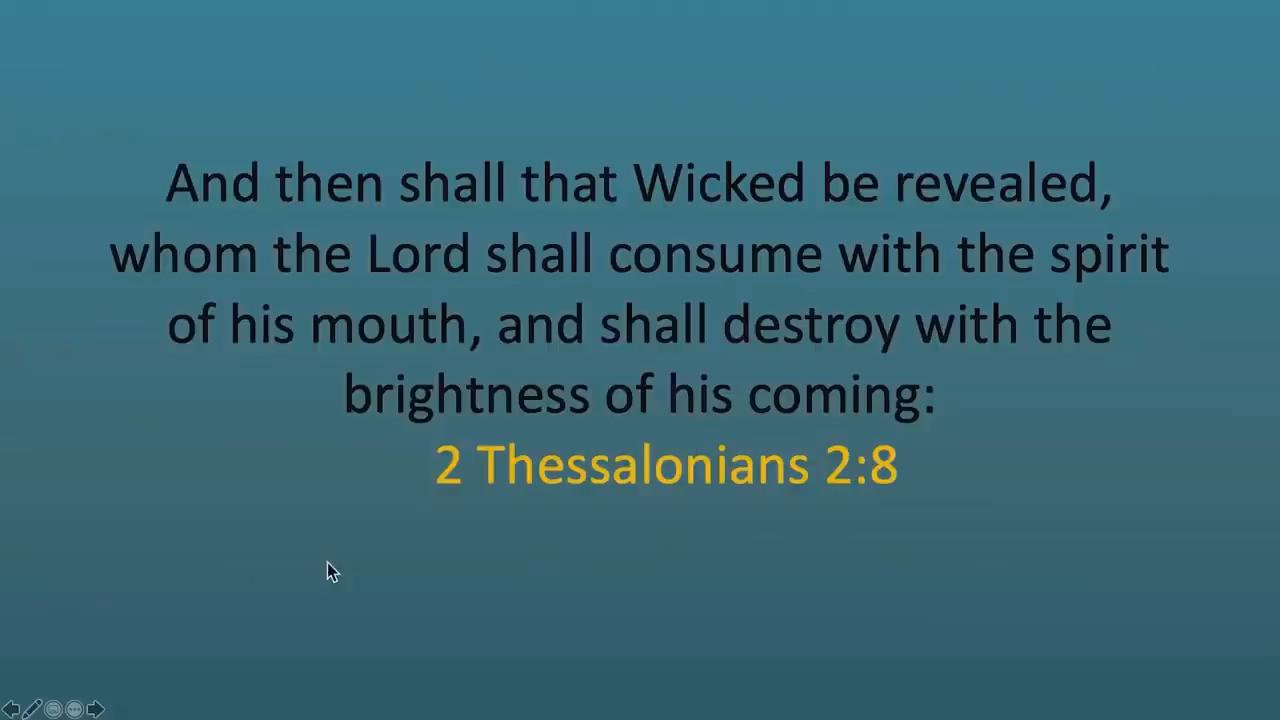 And then shall that Wicked be revealed,
whom the Lord shall consume with the spirit
of his mouth, and shall destroy with the
brightness of his coming:
2 Thessalonians 2:8